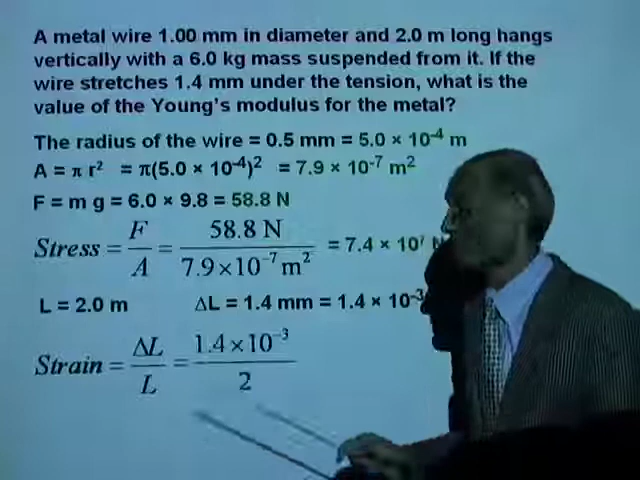 A metal wire 1.00 mm in diameter and 2.0 m long hangs
vertically with a 6.0 kg mass suspended from it. If the
wire stretches 1.4 mm under the tension, what is the
value of the Young's modulus for the metal?
The radius of the wire = 0.5 mm = 5.0 × 10⁻⁴ m
A = π r² = π(5.0 × 10⁻⁴)² = 7.9 × 10⁻⁷ m²
F = m g = 6.0 × 9.8 = 58.8 N
Stress = F/A = 58.8 N / 7.9×10⁻⁷ m² = 7.4 × 10⁷ N
L = 2.0 m ΔL = 1.4 mm = 1.4 × 10⁻³
Strain = ΔL/L = 1.4×10⁻³ / 2